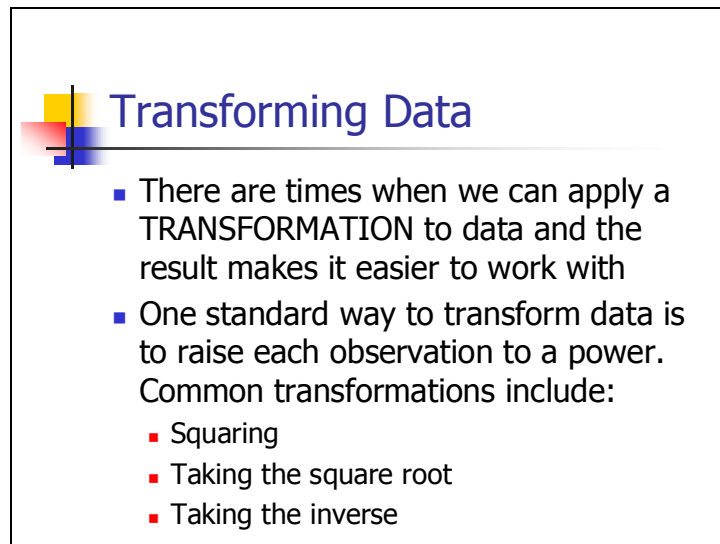 Transforming Data
There are times when we can apply a
TRANSFORMATION to data and the
result makes it easier to work with
One standard way to transform data is
to raise each observation to a power.
Common transformations include:
Squaring
Taking the square root
Taking the inverse